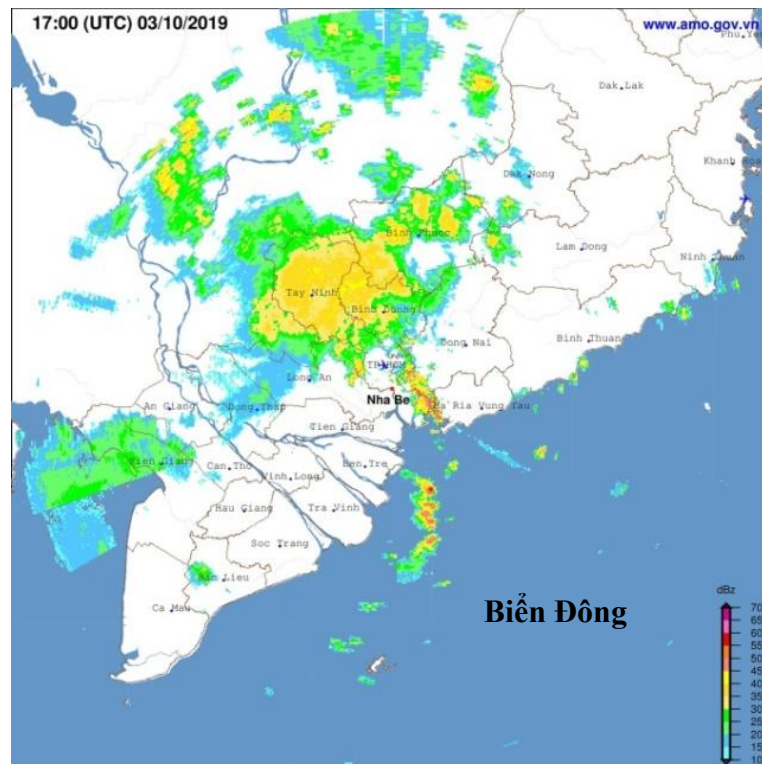 17:00 (UTC) 03/10/2019
www.amo.gov.vn
Phu Yen
Dak Lak
Khanh Hoa
Dak Nong
Binh Phuoc
Lam Dong
Ninh Thuan
Tay Ninh
Binh Duong
Dong Nai
Binh Thuan
Long An
Nha Be
An Giang
Dong Thap
Ba Ria Vung Tau
Tien Giang
Kien Giang
Can Tho
Ben Tre
Vinh Long
Hau Giang
Tra Vinh
Soc Trang
Bac Lieu
Ca Mau
Biển Đông
dBz
70
65
60
55
50
45
40
35
30
25
20
15
10